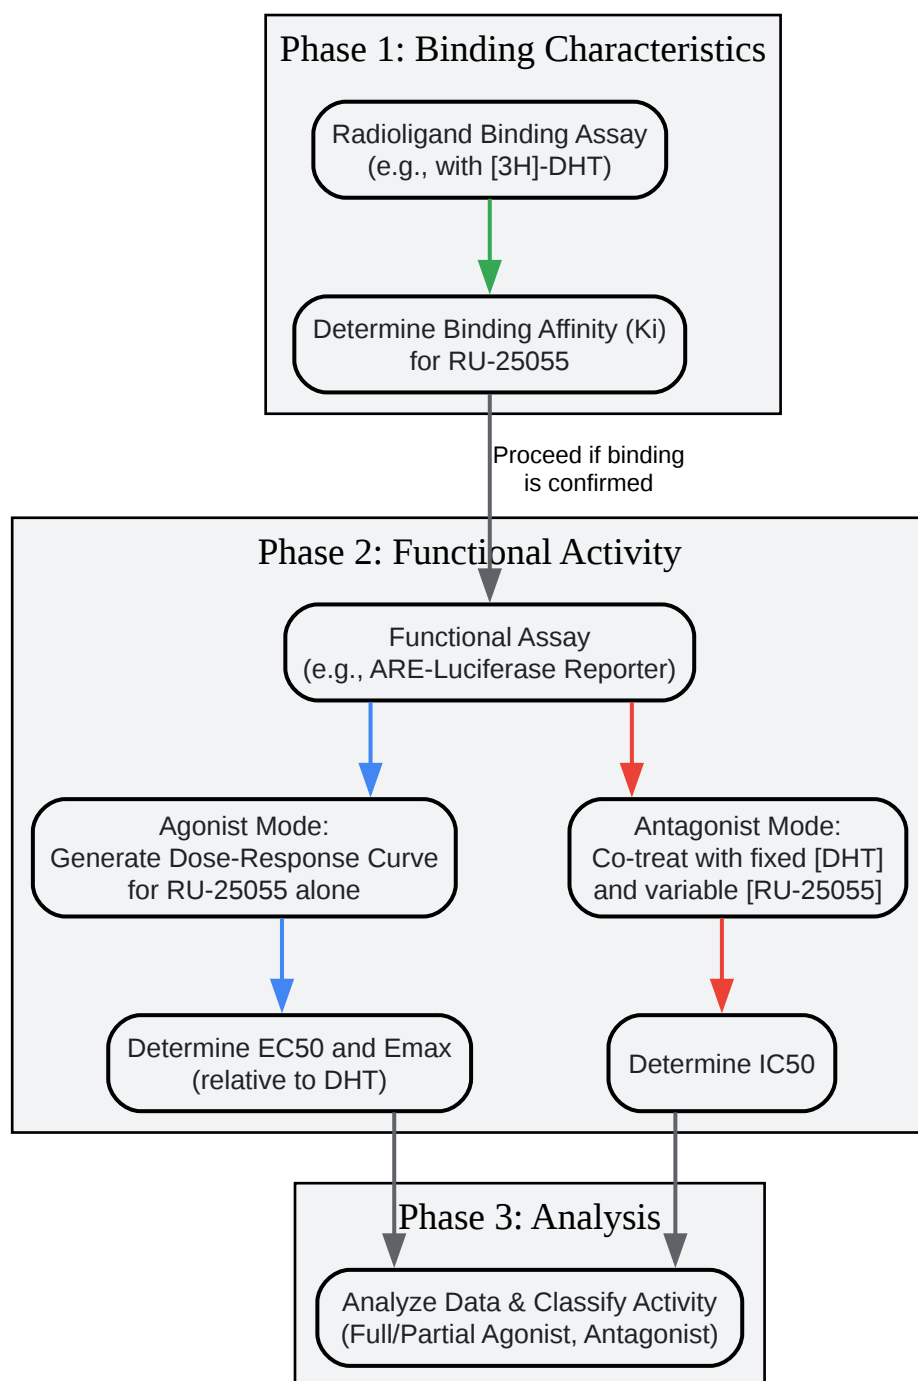 Phase 1: Binding Characteristics
Radioligand Binding Assay
(e.g., with [3H]-DHT)
Determine Binding Affinity (Ki)
for RU-25055
Proceed if binding
is confirmed
Phase 2: Functional Activity
Functional Assay
(e.g., ARE-Luciferase Reporter)
Agonist Mode:
Generate Dose-Response Curve
for RU-25055 alone
Antagonist Mode:
Co-treat with fixed [DHT]
and variable [RU-25055]
Determine EC50 and Emax
(relative to DHT)
Determine IC50
Phase 3: Analysis
Analyze Data & Classify Activity
(Full/Partial Agonist, Antagonist)